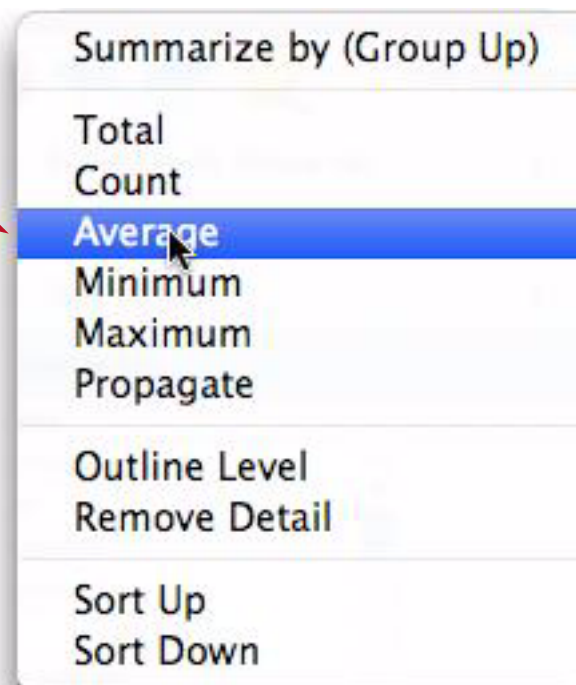 Summarize by (Group Up)
Total
Count
Average
Minimum
Maximum
Propagate
Outline Level
Remove Detail
Sort Up
Sort Down